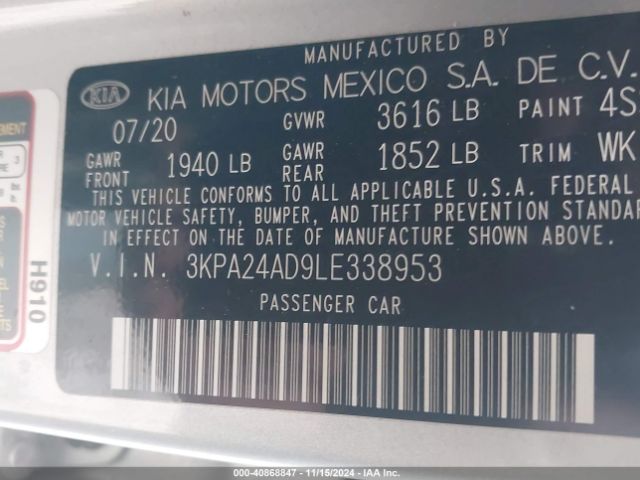 MANUFACTURED BY
KIA KIA MOTORS MEXICO S.A. DE C.V.
07/20 GVWR 3616 LB PAINT 4S
GAWR FRONT 1940 LB GAWR REAR 1852 LB TRIM WK
THIS VEHICLE CONFORMS TO ALL APPLICABLE U.S.A. FEDERAL
MOTOR VEHICLE SAFETY, BUMPER, AND THEFT PREVENTION STANDAR
IN EFFECT ON THE DATE OF MANUFACTURE SHOWN ABOVE.
V.I.N. 3KPA24AD9LE338953
PASSENGER CAR
H910
EMENT
3
000-40868847 - 11/15/2024 - IAA Inc.